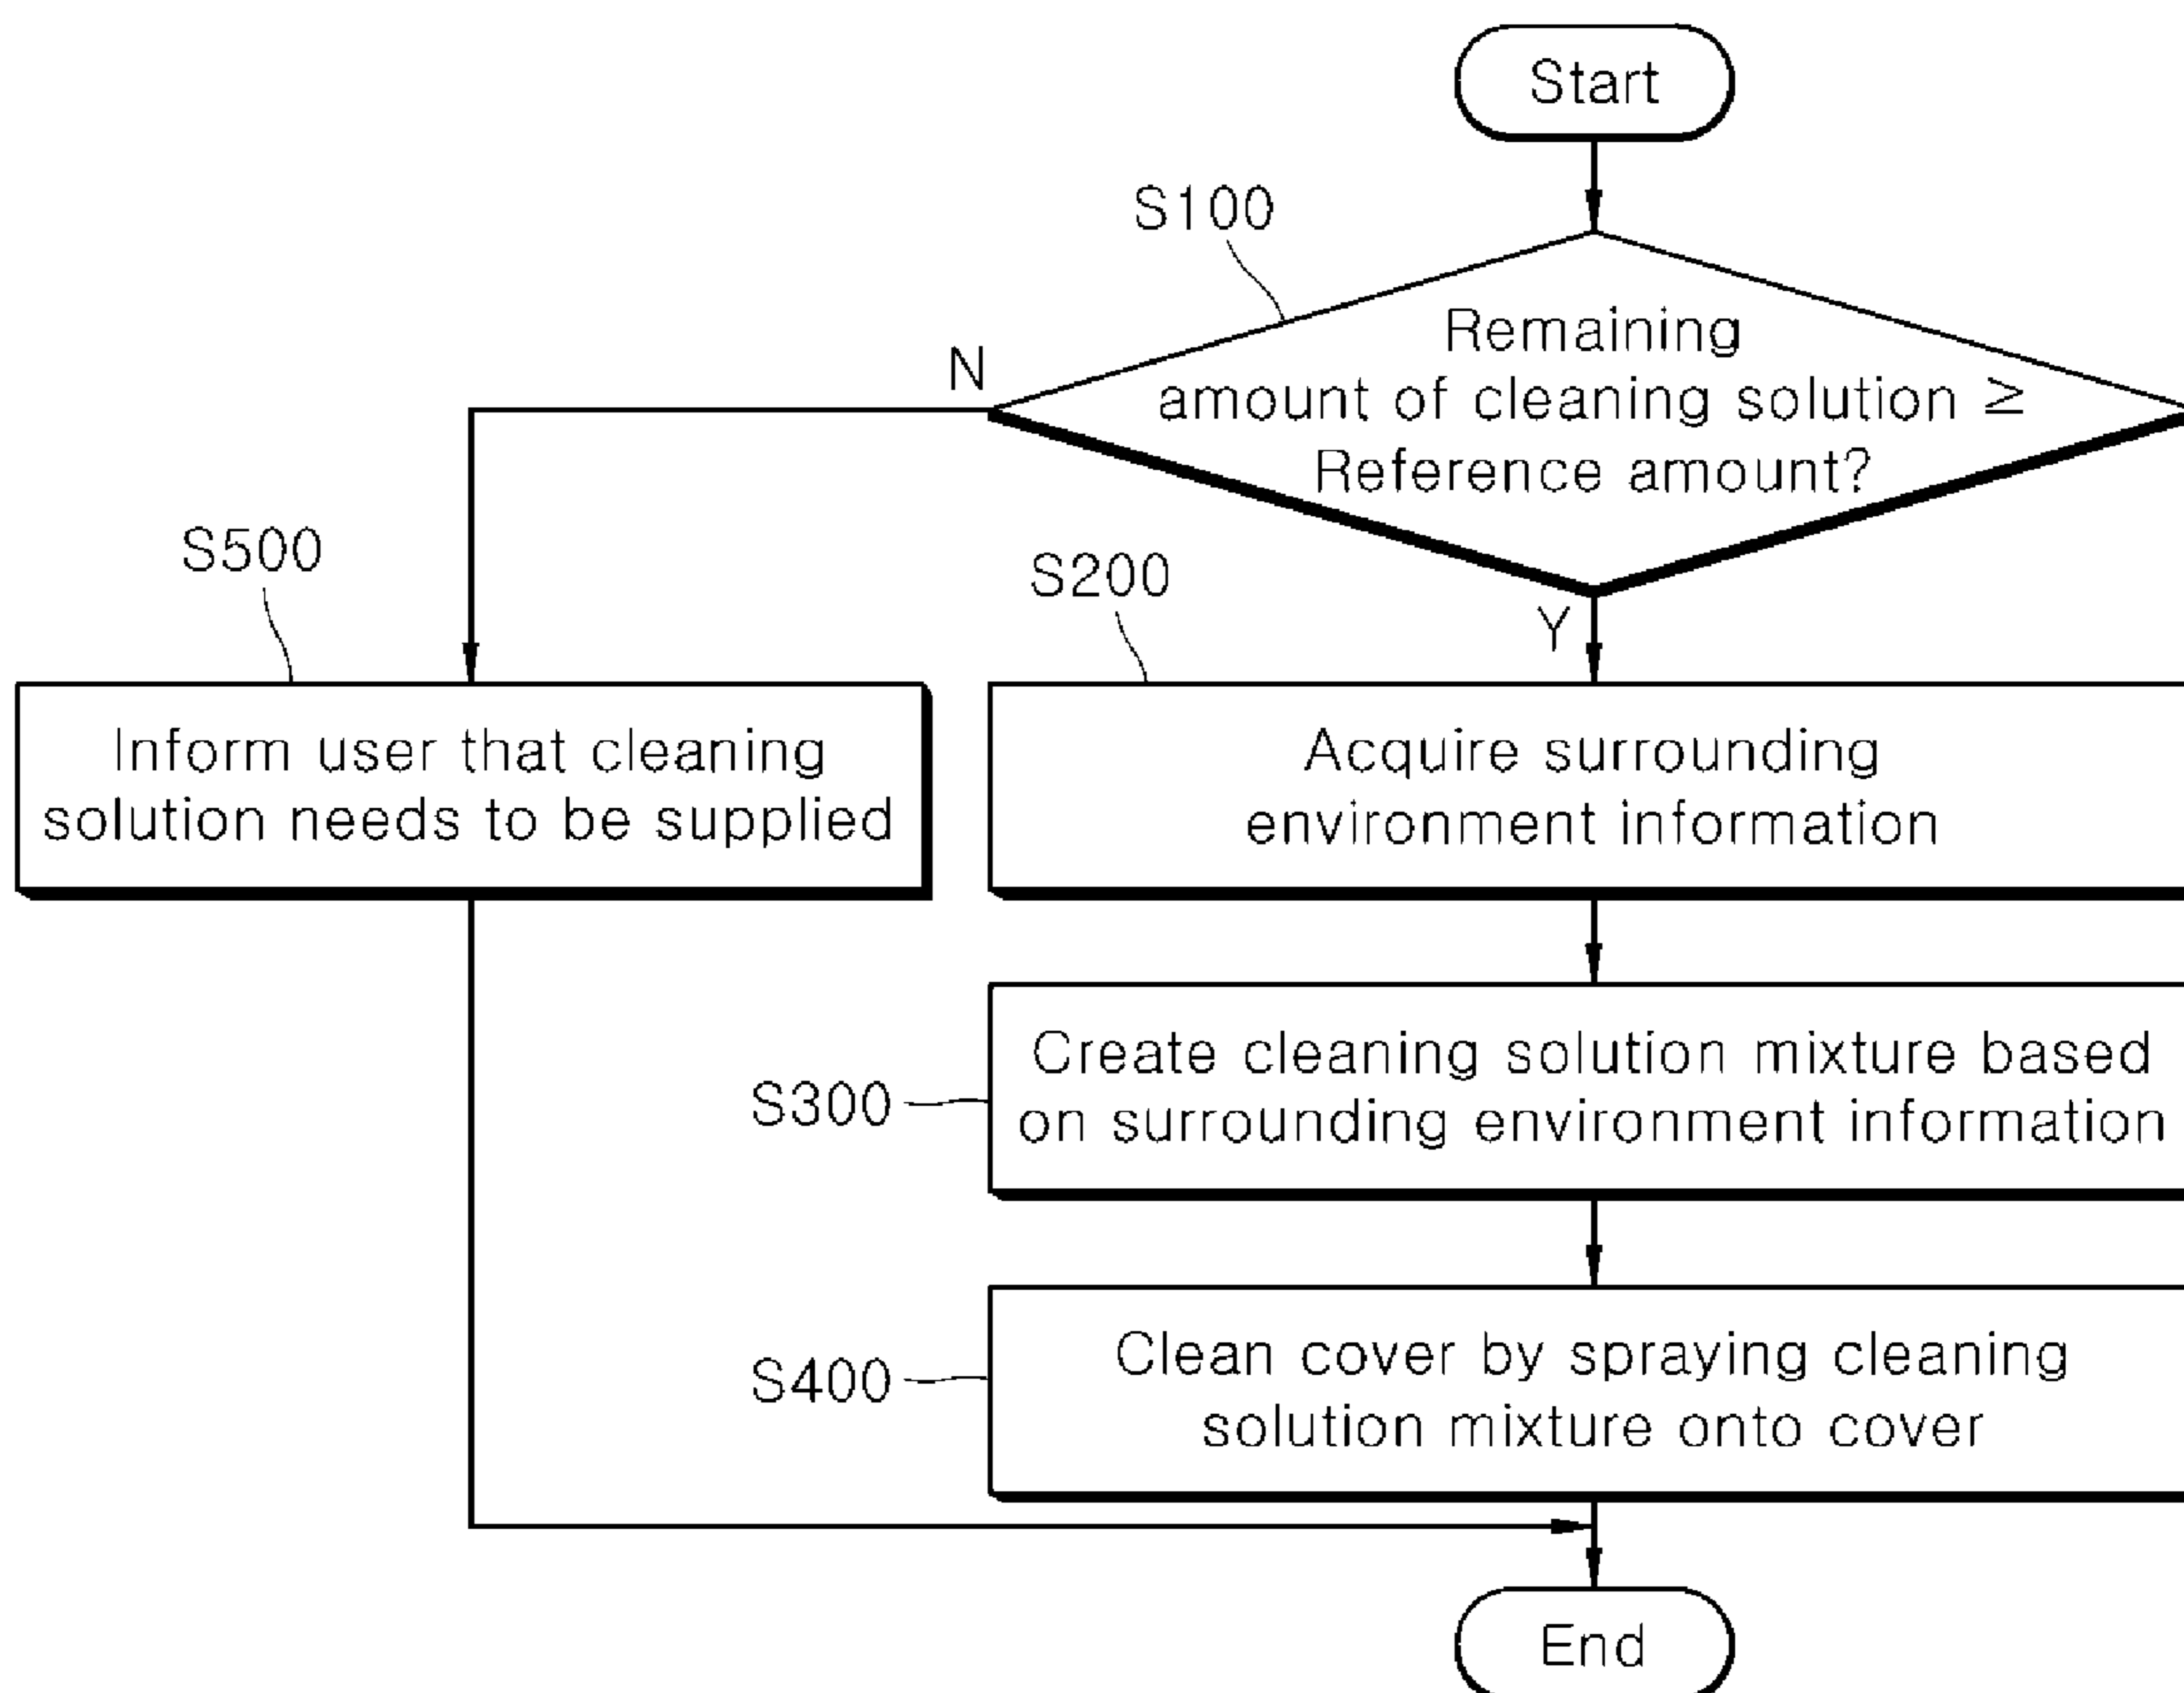 Start
S100
Remaining
amount of cleaning solution ≥
Reference amount?
N
Y
S500
Inform user that cleaning
solution needs to be supplied
S200
Acquire surrounding
environment information
S300
Create cleaning solution mixture based
on surrounding environment information
S400
Clean cover by spraying cleaning
solution mixture onto cover
End